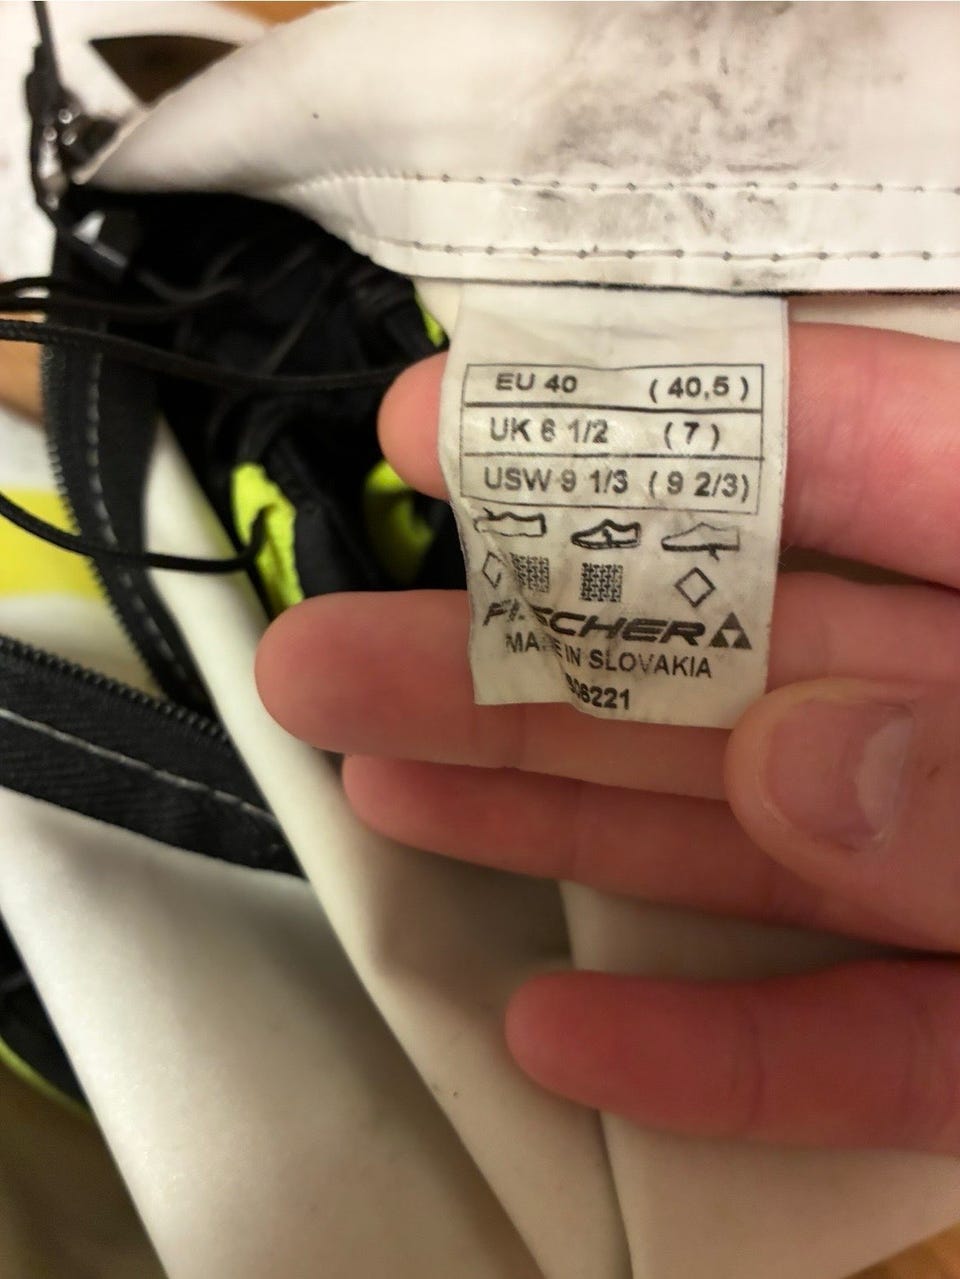 EU 40 ( 40,5 )
UK 6 1/2 ( 7 )
USW 9 1/3 ( 9 2/3)
FISCHER
MADE IN SLOVAKIA